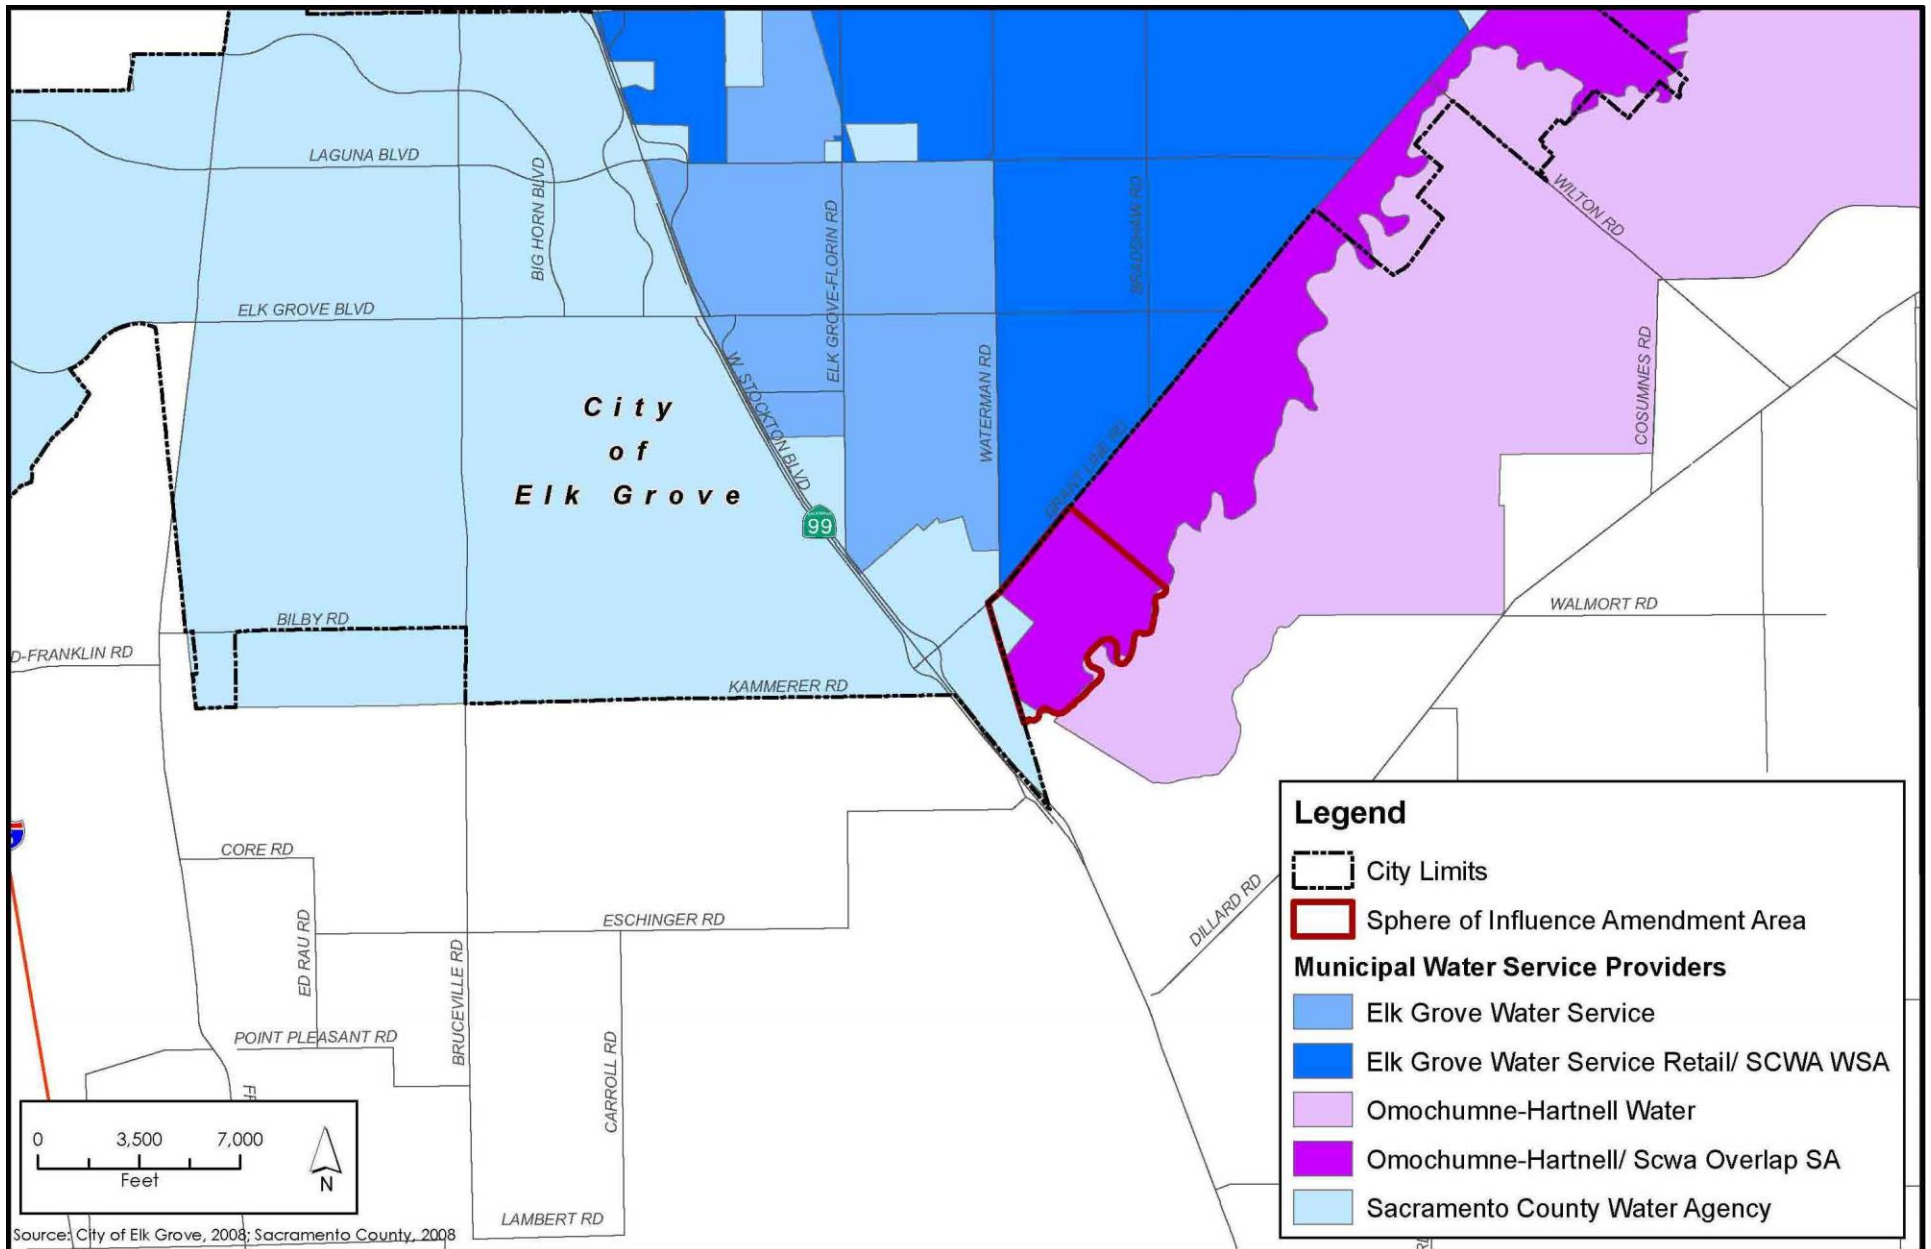 LAGUNA BLVD
BIG HORN BLVD
ELK GROVE-FLORIN RD
BRADSHAW RD
WILTON RD
ELK GROVE BLVD
W. STOCKTON BLVD
WATERMAN RD
COSUMNES RD
City
of
Elk Grove
99
GRANT LINE RD
BILBY RD
WALMORT RD
D-FRANKLIN RD
KAMMERER RD
CORE RD
ED RAU RD
ESCHINGER RD
BRUCEVILLE RD
DILLARD RD
POINT PLEASANT RD
CARROLL RD
FR
LAMBERT RD
RD
0 3,500 7,000
Feet
N
Source: City of Elk Grove, 2008; Sacramento County, 2008
Legend
City Limits
Sphere of Influence Amendment Area
Municipal Water Service Providers
Elk Grove Water Service
Elk Grove Water Service Retail/ SCWA WSA
Omochumne-Hartnell Water
Omochumne-Hartnell/ Scwa Overlap SA
Sacramento County Water Agency